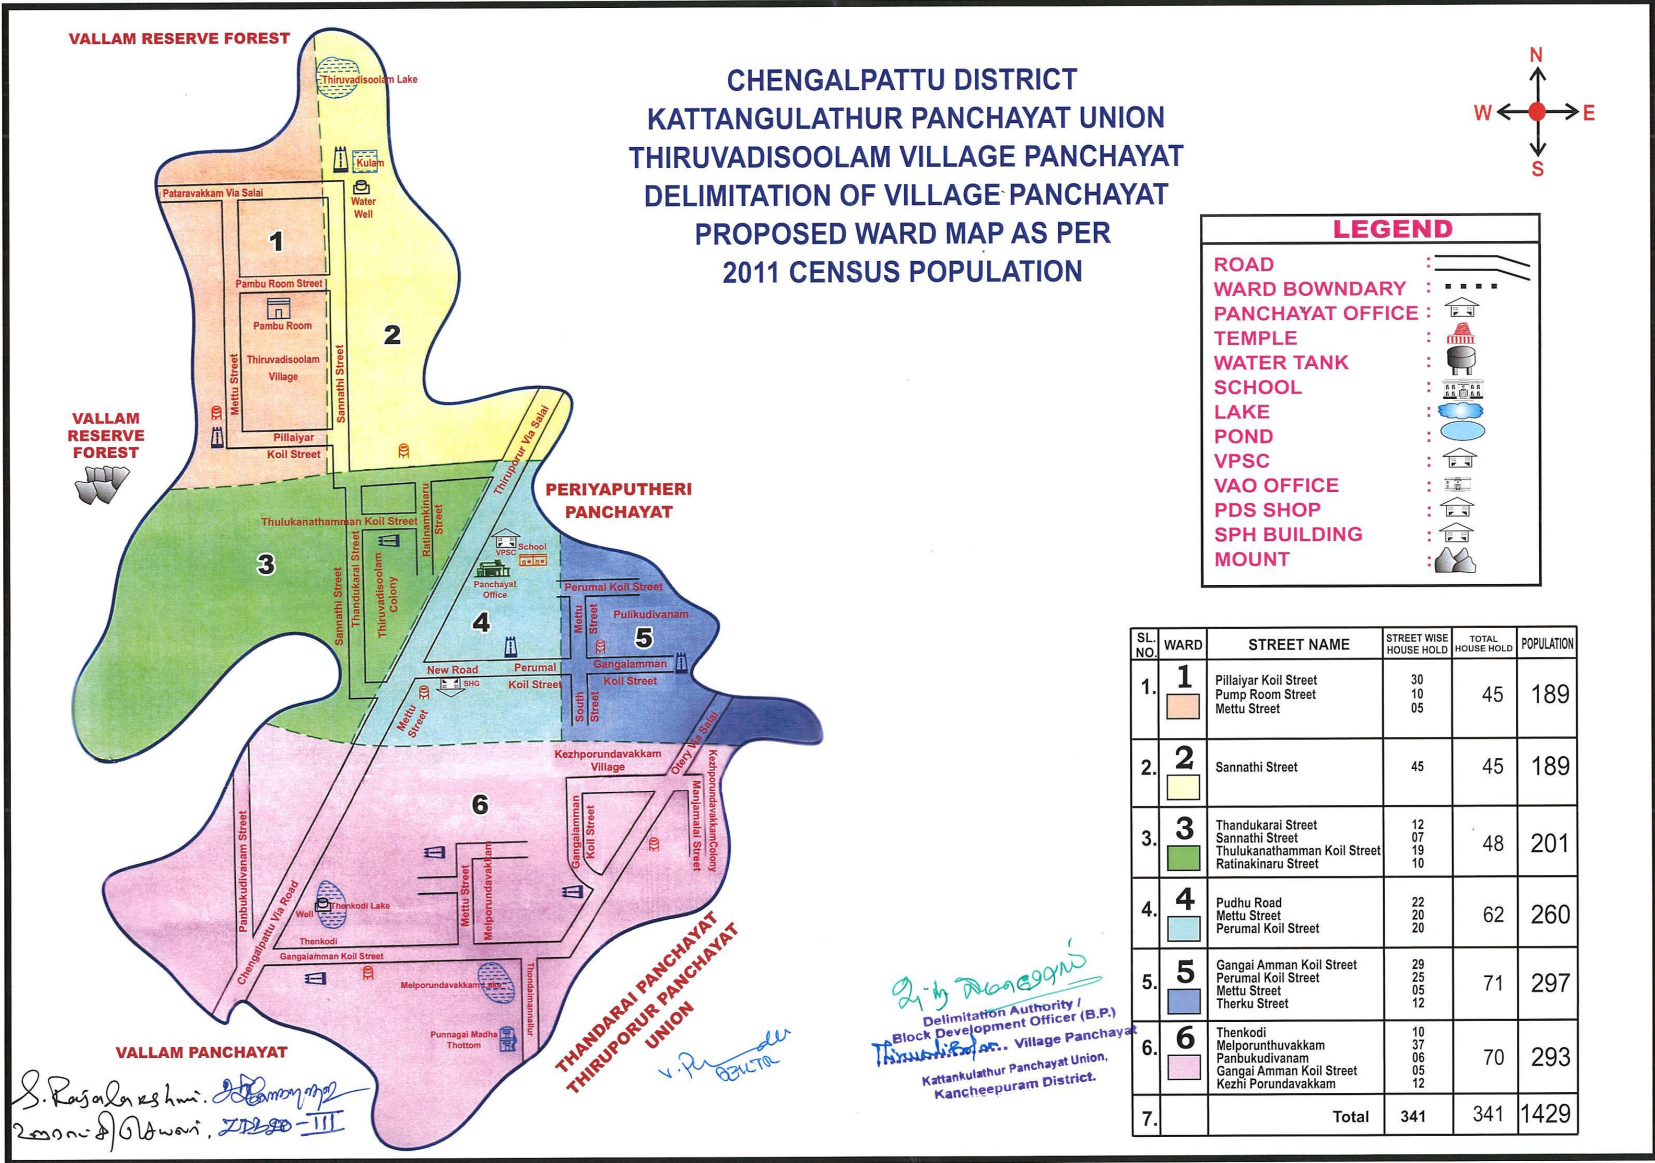 VALLAM RESERVE FOREST
Thiruvadisoolam Lake
CHENGALPATTU DISTRICT
KATTANGULATHUR PANCHAYAT UNION
THIRUVADISOOLAM VILLAGE PANCHAYAT
DELIMITATION OF VILLAGE PANCHAYAT
PROPOSED WARD MAP AS PER
2011 CENSUS POPULATION
N
W E
S
Kulam
Water
Well
Pataravakkam Via Salai
1
Pambu Room Street
Pambu Room
Thiruvadisoolam
Village
Mettu Street
Sannathi Street
2
Pillaiyar
Koil Street
VALLAM
RESERVE
FOREST
Thiruporur Via Salai
PERIYAPUTHERI
PANCHAYAT
Thulukanathamman Koil Street
Ratinamkinaru
Street
3
Sannathi Street
Thandukarai Street
Thiruvadisoolam
Colony
VPSC
School
Panchayat
Office
4
Perumal Koil Street
Mettu
Street
Pulikudivanam
5
New Road
Perumal
Koil Street
Gangaiamman
Koil Street
SHG
Mettu
Street
South
Street
Otery Via Salai
Kezhporundavakkam
Village
6
Kezhporundavakkam Colony
Manjamalai Street
Gangaiamman
Koil Street
Panbukudivanam Street
Mettu Street
Melporundavakkam
Chengalpattu Via Road
Well
Thenkodi Lake
Thenkodi
Gangaiamman Koil Street
Melporundavakkam Lake
Thondaimannallur
Punnagai Madha
Thottom
THANDARAI PANCHAYAT
THIRUPORUR PANCHAYAT
UNION
VALLAM PANCHAYAT
S. Rajalakshmi.
Delimitation Authority /
Block Development Officer (B.P.)
Village Panchayat
Kattankulathur Panchayat Union,
Kancheepuram District.
LEGEND
ROAD :
WARD BOWNDARY :
PANCHAYAT OFFICE :
TEMPLE :
WATER TANK :
SCHOOL :
LAKE :
POND :
VPSC :
VAO OFFICE :
PDS SHOP :
SPH BUILDING :
MOUNT :
SL. NO. WARD STREET NAME STREET WISE HOUSE HOLD TOTAL HOUSE HOLD POPULATION
1. 1 Pillaiyar Koil Street 30 45 189
Pump Room Street 10
Mettu Street 05
2. 2 Sannathi Street 45 45 189
3. 3 Thandukarai Street 12 48 201
Sannathi Street 07
Thulukanathamman Koil Street 19
Ratinakinaru Street 10
4. 4 Pudhu Road 22 62 260
Mettu Street 20
Perumal Koil Street 20
5. 5 Gangai Amman Koil Street 29 71 297
Perumal Koil Street 25
Mettu Street 05
Therku Street 12
6. 6 Thenkodi 10 70 293
Melporunthuvakkam 37
Panbukudivanam 06
Gangai Amman Koil Street 05
Kezhi Porundavakkam 12
7. Total 341 341 1429